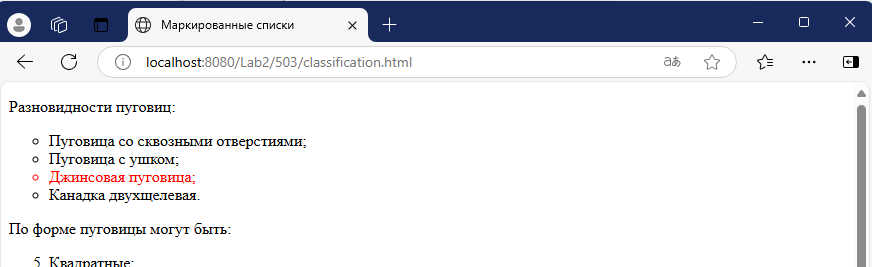 Маркированные списки
localhost:8080/Lab2/503/classification.html
Разновидности пуговиц:
Пуговица со сквозными отверстиями;
Пуговица с ушком;
Джинсовая пуговица;
Канадка двухщелевая.
По форме пуговицы могут быть:
5. Квадратные;